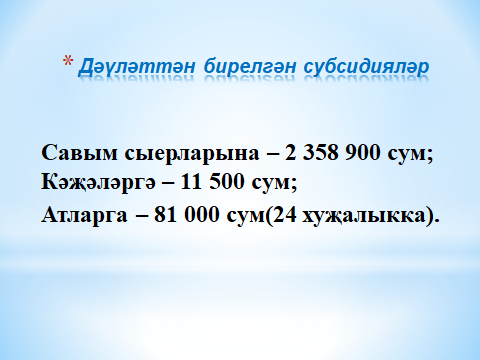 * Дәүләттән бирелгән субсидияләр
Савым сыерларына – 2 358 900 сум;
Кәҗәләргә – 11 500 сум;
Атларга – 81 000 сум(24 хуҗалыкка).